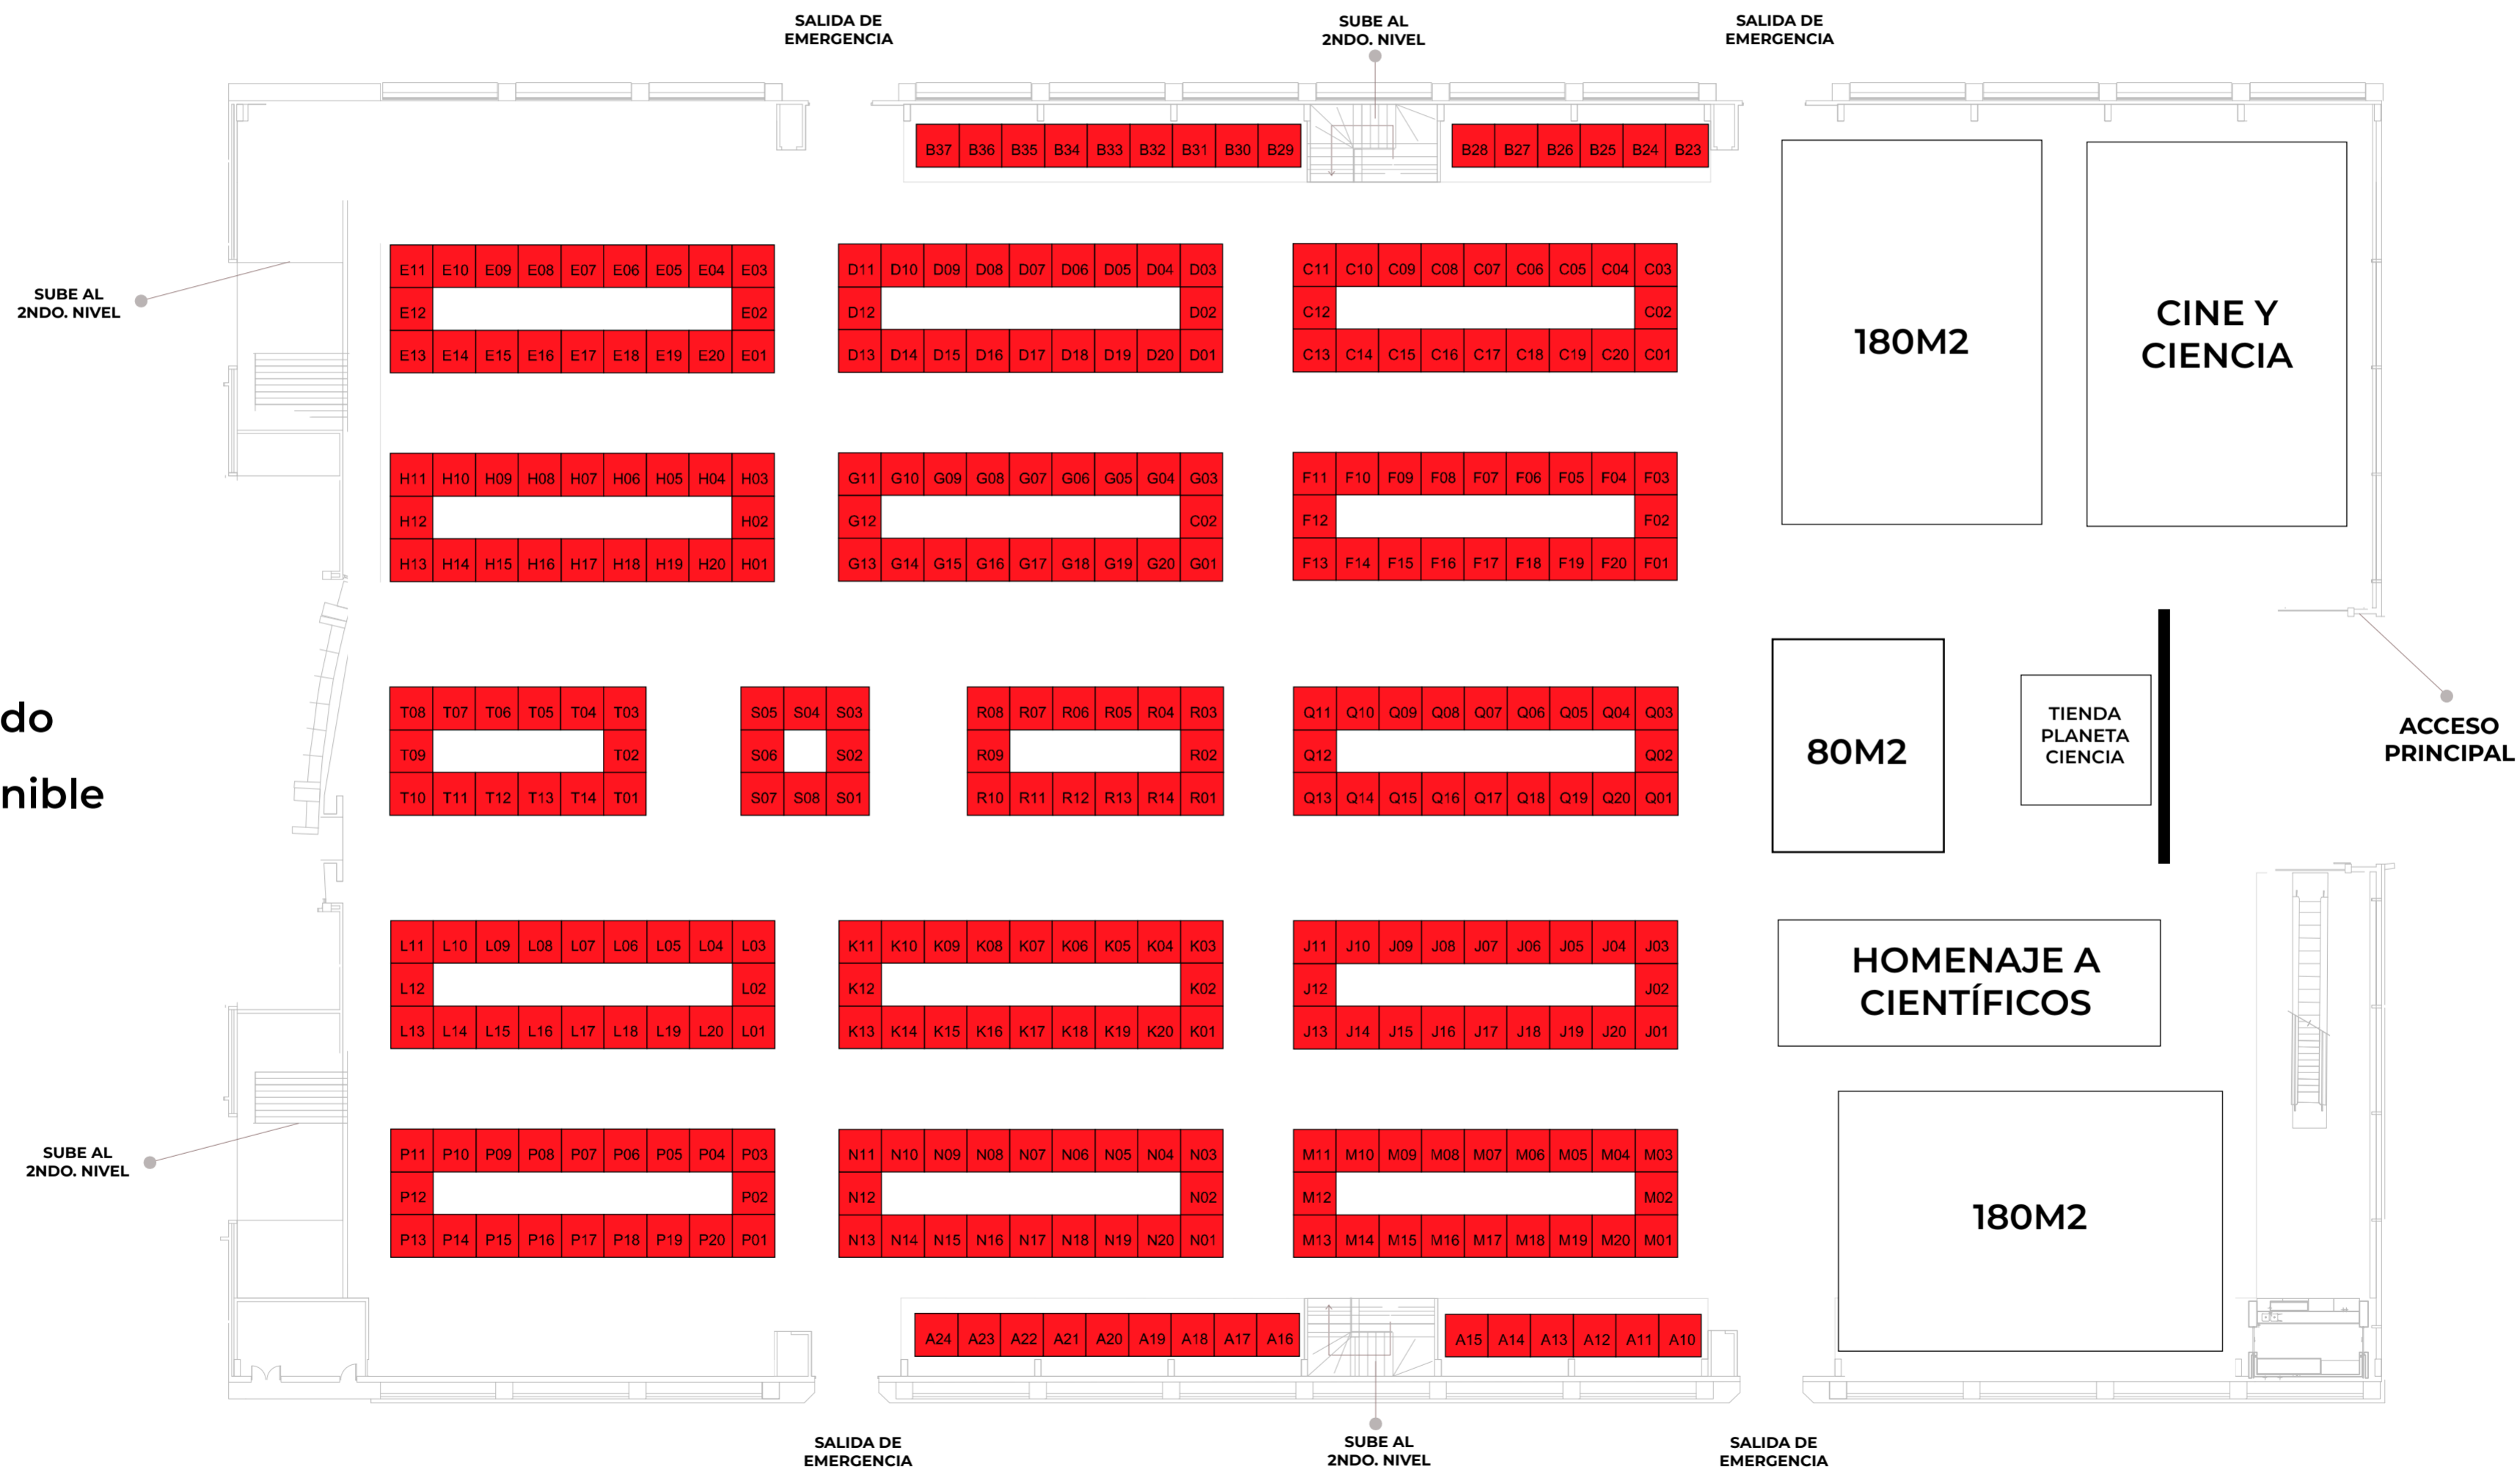 SALIDA DE
EMERGENCIA
SUBE AL
2NDO. NIVEL
SALIDA DE
EMERGENCIA
B37 B36 B35 B34 B33 B32 B31 B30 B29
B28 B27 B26 B25 B24 B23
SUBE AL
2NDO. NIVEL
E11 E10 E09 E08 E07 E06 E05 E04 E03
E12 E02
E13 E14 E15 E16 E17 E18 E19 E20 E01
D11 D10 D09 D08 D07 D06 D05 D04 D03
D12 D02
D13 D14 D15 D16 D17 D18 D19 D20 D01
C11 C10 C09 C08 C07 C06 C05 C04 C03
C12 C02
C13 C14 C15 C16 C17 C18 C19 C20 C01
180M2
CINE Y
CIENCIA
H11 H10 H09 H08 H07 H06 H05 H04 H03
H12 H02
H13 H14 H15 H16 H17 H18 H19 H20 H01
G11 G10 G09 G08 G07 G06 G05 G04 G03
G12 C02
G13 G14 G15 G16 G17 G18 G19 G20 G01
F11 F10 F09 F08 F07 F06 F05 F04 F03
F12 F02
F13 F14 F15 F16 F17 F18 F19 F20 F01
do
nible
T08 T07 T06 T05 T04 T03
T09 T02
T10 T11 T12 T13 T14 T01
S05 S04 S03
S06 S02
S07 S08 S01
R08 R07 R06 R05 R04 R03
R09 R02
R10 R11 R12 R13 R14 R01
Q11 Q10 Q09 Q08 Q07 Q06 Q05 Q04 Q03
Q12 Q02
Q13 Q14 Q15 Q16 Q17 Q18 Q19 Q20 Q01
80M2
TIENDA
PLANETA
CIENCIA
ACCESO
PRINCIPAL
L11 L10 L09 L08 L07 L06 L05 L04 L03
L12 L02
L13 L14 L15 L16 L17 L18 L19 L20 L01
K11 K10 K09 K08 K07 K06 K05 K04 K03
K12 K02
K13 K14 K15 K16 K17 K18 K19 K20 K01
J11 J10 J09 J08 J07 J06 J05 J04 J03
J12 J02
J13 J14 J15 J16 J17 J18 J19 J20 J01
HOMENAJE A
CIENTÍFICOS
SUBE AL
2NDO. NIVEL
P11 P10 P09 P08 P07 P06 P05 P04 P03
P12 P02
P13 P14 P15 P16 P17 P18 P19 P20 P01
N11 N10 N09 N08 N07 N06 N05 N04 N03
N12 N02
N13 N14 N15 N16 N17 N18 N19 N20 N01
M11 M10 M09 M08 M07 M06 M05 M04 M03
M12 M02
M13 M14 M15 M16 M17 M18 M19 M20 M01
180M2
A24 A23 A22 A21 A20 A19 A18 A17 A16
A15 A14 A13 A12 A11 A10
SALIDA DE
EMERGENCIA
SUBE AL
2NDO. NIVEL
SALIDA DE
EMERGENCIA